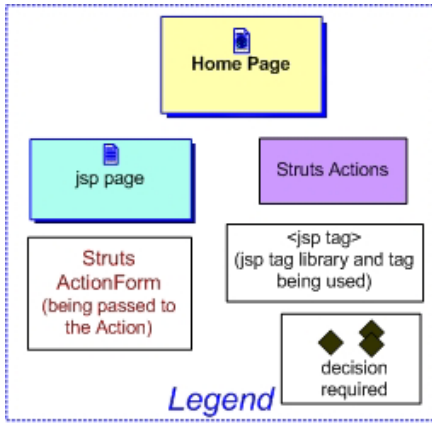 Home Page
jsp page
Struts Actions
Struts
ActionForm
(being passed to
the Action)
<jsp tag>
(jsp tag library and tag
being used)
decision
required
Legend